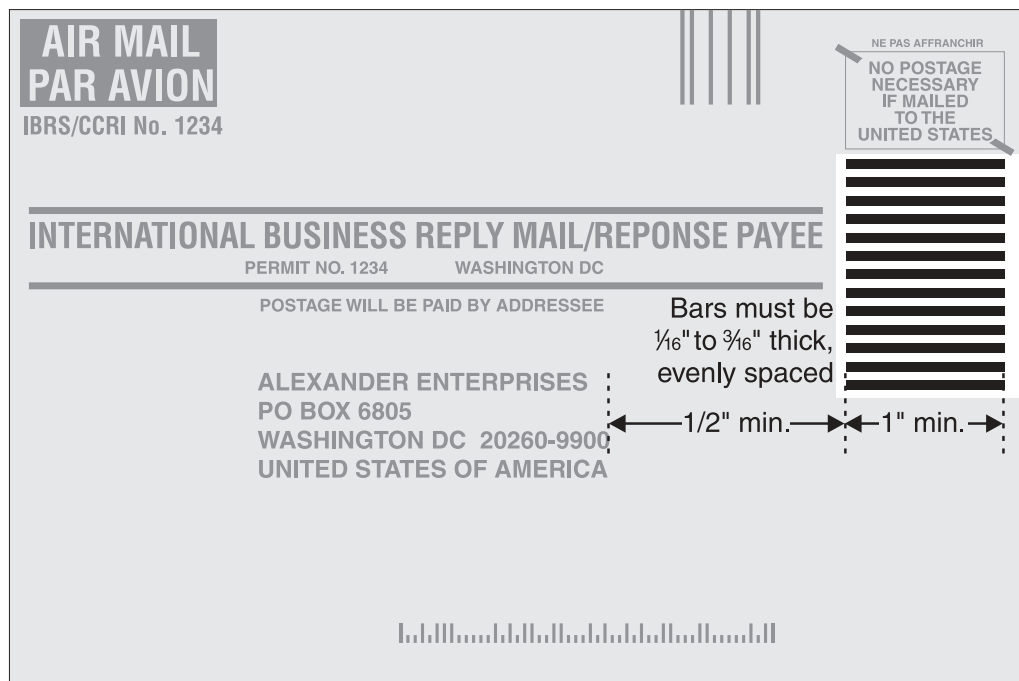 AIR MAIL
PAR AVION
IBRS/CCRI No. 1234
NE PAS AFFRANCHIR
NO POSTAGE
NECESSARY
IF MAILED
TO THE
UNITED STATES
INTERNATIONAL BUSINESS REPLY MAIL/REPONSE PAYEE
PERMIT NO. 1234 WASHINGTON DC
POSTAGE WILL BE PAID BY ADDRESSEE
Bars must be
1⁄16" to 3⁄16" thick,
evenly spaced
ALEXANDER ENTERPRISES
PO BOX 6805
WASHINGTON DC 20260-9900
UNITED STATES OF AMERICA
1/2" min.
1" min.